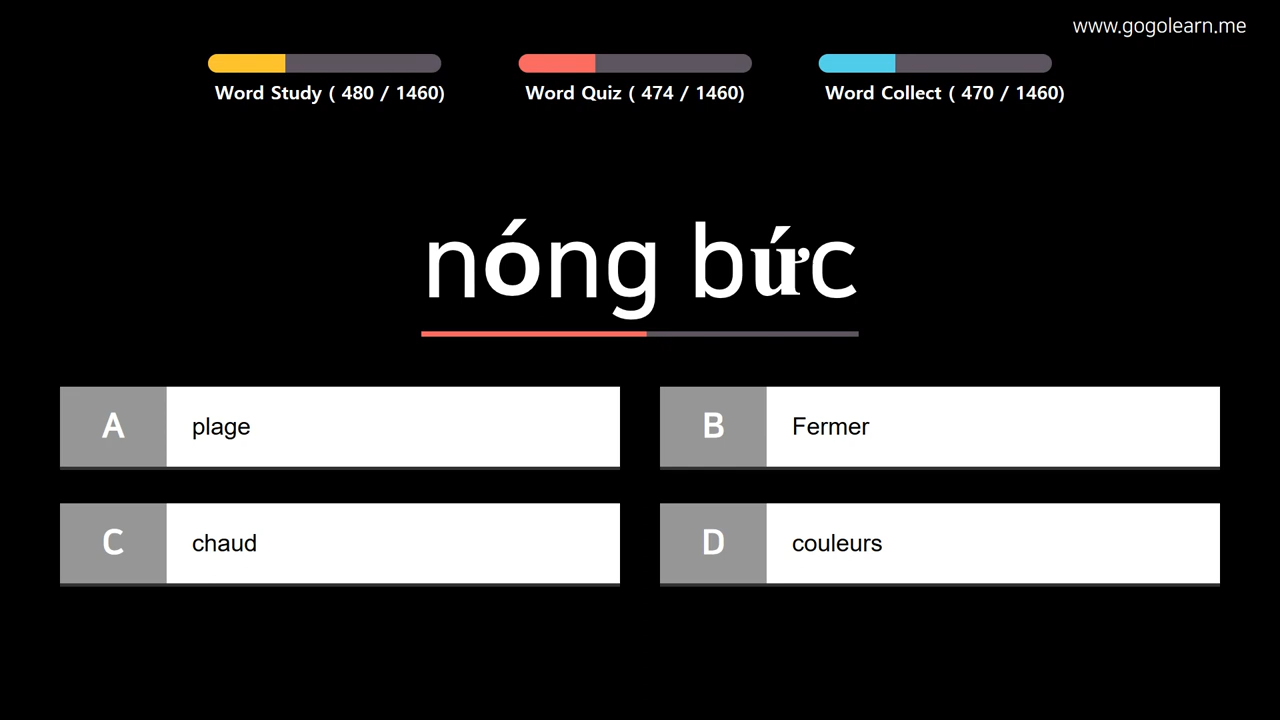 www.gogolearn.me
Word Study ( 480 / 1460)
Word Quiz ( 474 / 1460)
Word Collect ( 470 / 1460)
nóng bức
A plage
B Fermer
C chaud
D couleurs